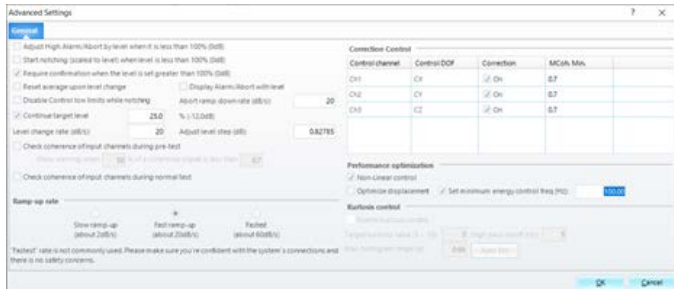 Advanced Settings
? ×
General
Adjust High Alarm/Abort by level when it is less than 100% (0dB)
Start notching (scaled to level) when level is less than 100% (0dB)
Require confirmation when the level is set greater than 100% (0dB)
Reset average upon level change
Display Alarm/Abort with level
Disable Control low limits while notching
Abort ramp down rate (dB/s)
20
Continue target level
25.0
% (-12.0dB)
Level change rate (dB/s)
20
Adjust level step (dB)
0.82785
Check coherence of input channels during pre-test
50
Check coherence of input channels during normal test
Ramp-up rate
Slow ramp-up (about 2dB/s)
Fast ramp-up (about 20dB/s)
Fastest (about 60dB/s)
"Fastest" rate is not commonly used. Please make sure you're confident with the system's connections and
there is no safety concerns.
Correction Control
Control channel Control DOF Correction MCoh. Min.
Ch1 CX On 0.7
Ch2 CY On 0.7
Ch3 CZ On 0.7
Performance optimization
Non-Linear control
Optimize displacement
Set minimum energy control freq (Hz):
100.00
Kurtosis control
OK
Cancel